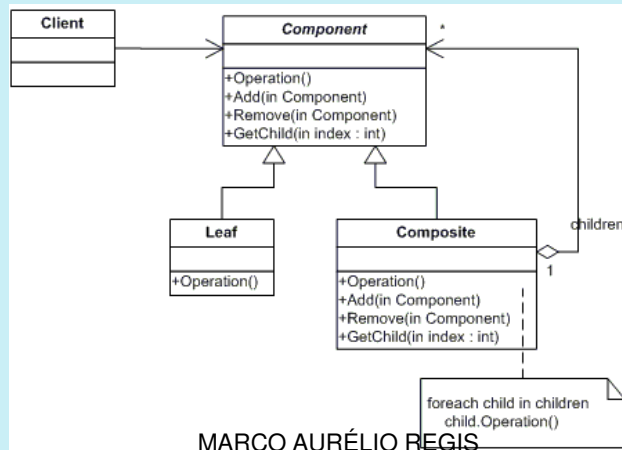 Client
Component
*
+Operation()
+Add(in Component)
+Remove(in Component)
+GetChild(in index : int)
Leaf
+Operation()
Composite
children
1
+Operation()
+Add(in Component)
+Remove(in Component)
+GetChild(in index : int)
foreach child in children
child.Operation()
MARCO AURÉLIO REGIS